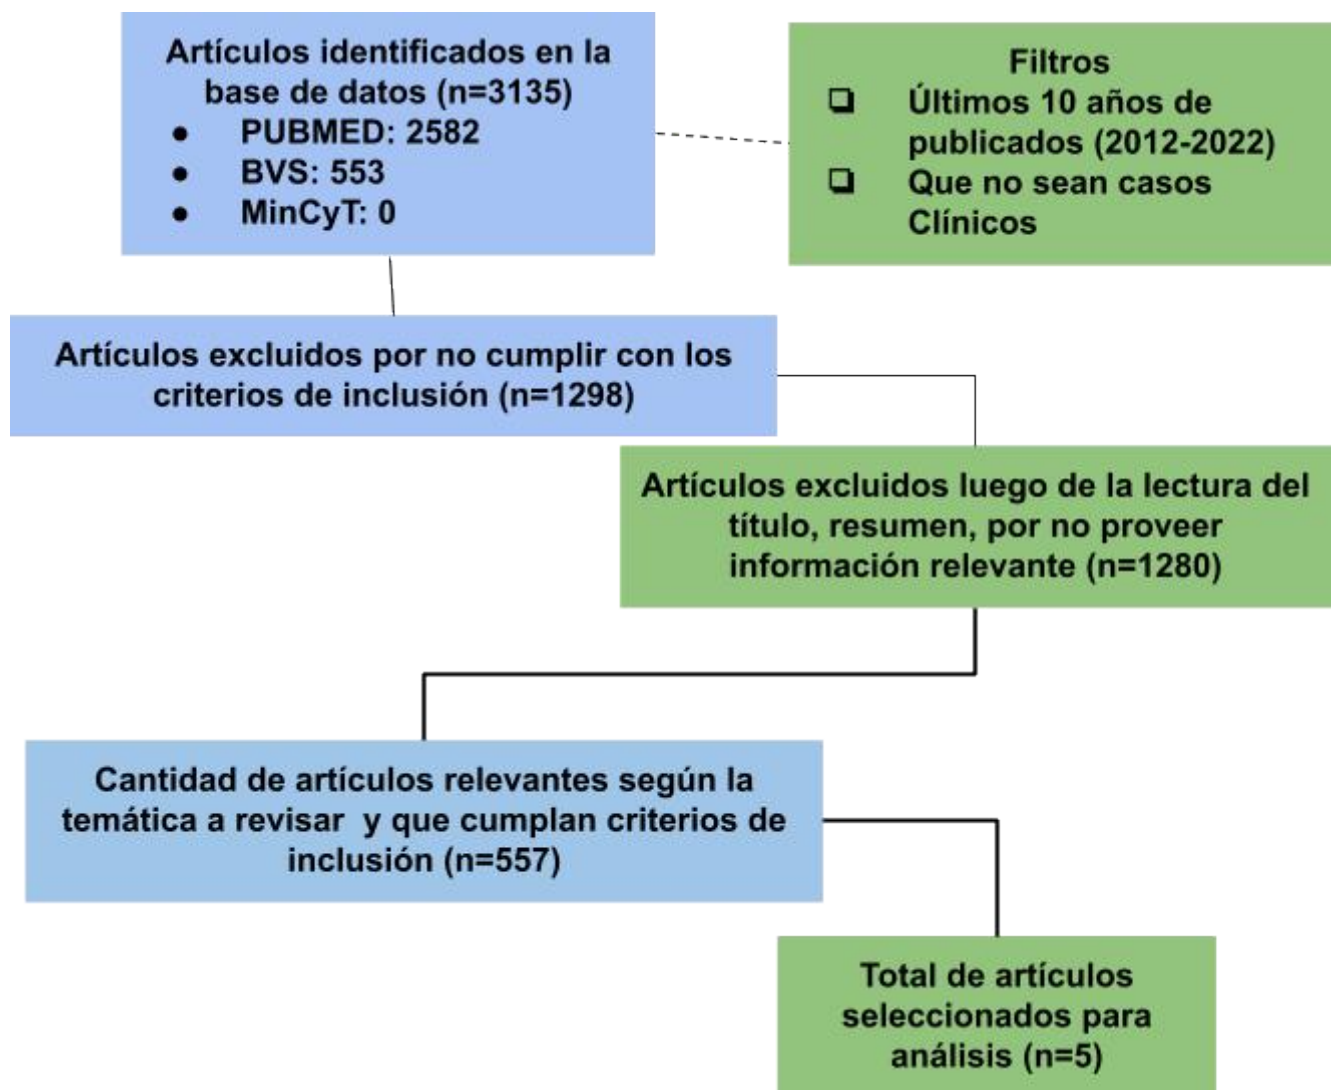 Artículos identificados en la
base de datos (n=3135)
● PUBMED: 2582
● BVS: 553
● MinCyT: 0
Filtros
❑ Últimos 10 años de
publicados (2012-2022)
❑ Que no sean casos
Clínicos
Artículos excluidos por no cumplir con los
criterios de inclusión (n=1298)
Artículos excluidos luego de la lectura del
título, resumen, por no proveer
información relevante (n=1280)
Cantidad de artículos relevantes según la
temática a revisar y que cumplan criterios de
inclusión (n=557)
Total de artículos
seleccionados para
análisis (n=5)